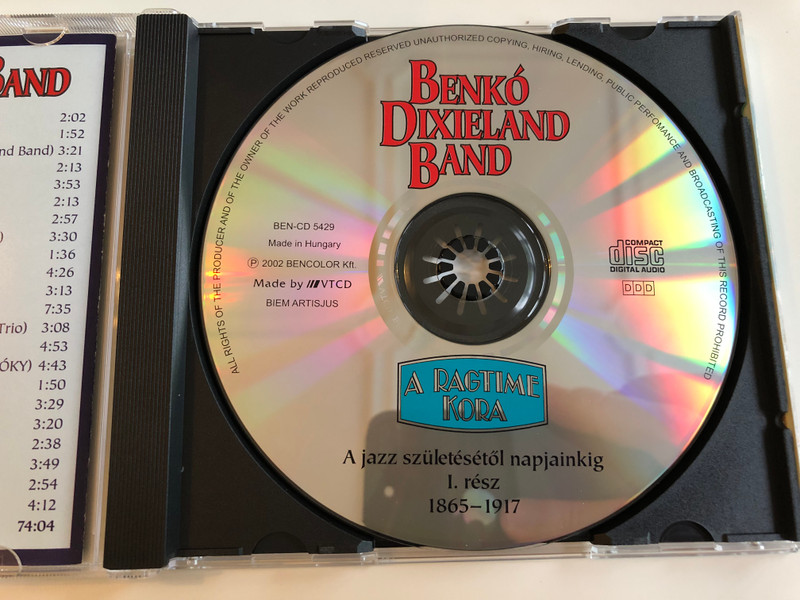 BAND
2:02
1:52
nd Band) 3:21
2:13
3:53
2:13
2:57
) 3:30
1:36
4:26
3:13
7:35
Trio) 3:08
4:53
ÓKY) 4:43
1:50
3:29
3:20
2:38
3:49
2:54
4:12
74:04
ALL RIGHTS OF THE PRODUCER AND OF THE OWNER OF THE WORK REPRODUCED RESERVED UNAUTHORIZED COPYING, HIRING, LENDING, PUBLIC PERFOMANCE AND BROADCASTING OF THIS RECORD PROHIBITED
BENKÓ
DIXIELAND
BAND
BEN-CD 5429
Made in Hungary
Ⓟ 2002 BENCOLOR Kft.
Made by VTCD
BIEM ARTISJUS
COMPACT
disc
DIGITAL AUDIO
DDD
A RAGTIME
KORA
A jazz születésétől napjainkig
I. rész
1865–1917